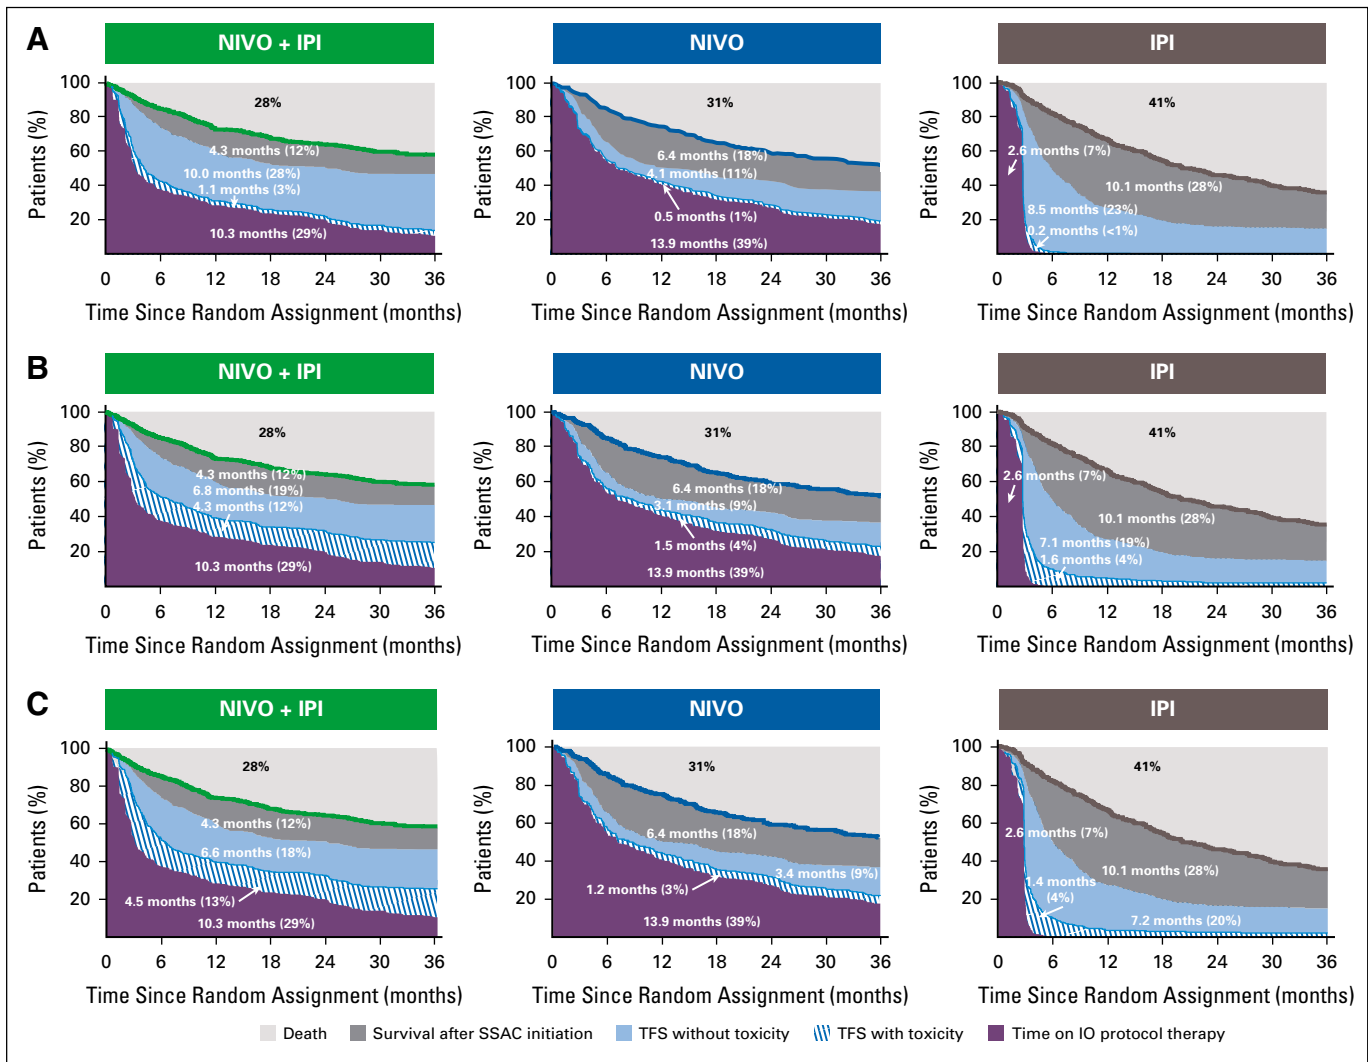 A
NIVO + IPI
NIVO
IPI
Patients (%)
100
80
60
40
20
28%
4.3 months (12%)
10.0 months (28%)
1.1 months (3%)
10.3 months (29%)
0 6 12 18 24 30 36
Time Since Random Assignment (months)
Patients (%)
100
80
60
40
20
31%
6.4 months (18%)
4.1 months (11%)
0.5 months (1%)
13.9 months (39%)
0 6 12 18 24 30 36
Time Since Random Assignment (months)
Patients (%)
100
80
60
40
20
41%
2.6 months (7%)
10.1 months (28%)
8.5 months (23%)
0.2 months (<1%)
0 6 12 18 24 30 36
Time Since Random Assignment (months)
B
NIVO + IPI
NIVO
IPI
Patients (%)
100
80
60
40
20
28%
4.3 months (12%)
6.8 months (19%)
4.3 months (12%)
10.3 months (29%)
0 6 12 18 24 30 36
Time Since Random Assignment (months)
Patients (%)
100
80
60
40
20
31%
6.4 months (18%)
3.1 months (9%)
1.5 months (4%)
13.9 months (39%)
0 6 12 18 24 30 36
Time Since Random Assignment (months)
Patients (%)
100
80
60
40
20
41%
2.6 months (7%)
10.1 months (28%)
7.1 months (19%)
1.6 months (4%)
0 6 12 18 24 30 36
Time Since Random Assignment (months)
C
NIVO + IPI
NIVO
IPI
Patients (%)
100
80
60
40
20
28%
4.3 months (12%)
6.6 months (18%)
4.5 months (13%)
10.3 months (29%)
0 6 12 18 24 30 36
Time Since Random Assignment (months)
Patients (%)
100
80
60
40
20
31%
6.4 months (18%)
3.4 months (9%)
1.2 months (3%)
13.9 months (39%)
0 6 12 18 24 30 36
Time Since Random Assignment (months)
Patients (%)
100
80
60
40
20
41%
2.6 months (7%)
10.1 months (28%)
1.4 months
(4%)
7.2 months (20%)
0 6 12 18 24 30 36
Time Since Random Assignment (months)
Death
Survival after SSAC initiation
TFS without toxicity
TFS with toxicity
Time on IO protocol therapy